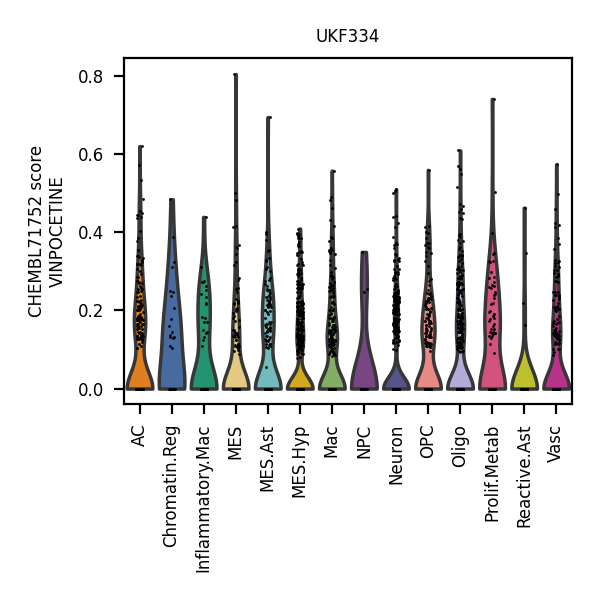 UKF334
CHEMBL71752 score
VINPOCETINE
0.8
0.6
0.4
0.2
0.0
AC
Chromatin.Reg
Inflammatory.Mac
MES
MES.Ast
MES.Hyp
Mac
NPC
Neuron
OPC
Oligo
Prolif.Metab
Reactive.Ast
Vasc